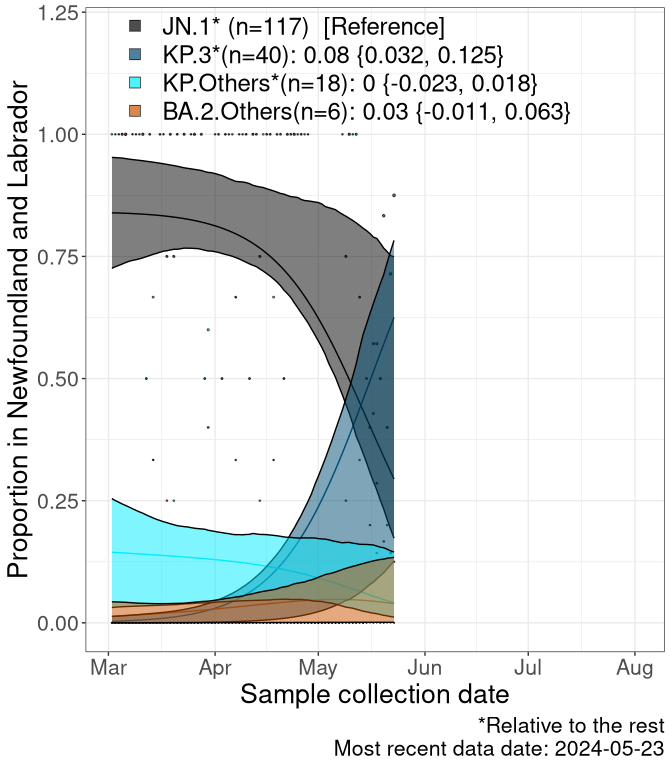 JN.1* (n=117)  [Reference]
KP.3*(n=40): 0.08 {0.032, 0.125}
KP.Others*(n=18): 0 {-0.023, 0.018}
BA.2.Others(n=6): 0.03 {-0.011, 0.063}
Proportion in Newfoundland and Labrador
1.25
1.00
0.75
0.50
0.25
0.00
Mar Apr May Jun Jul Aug
Sample collection date
*Relative to the rest
Most recent data date: 2024-05-23